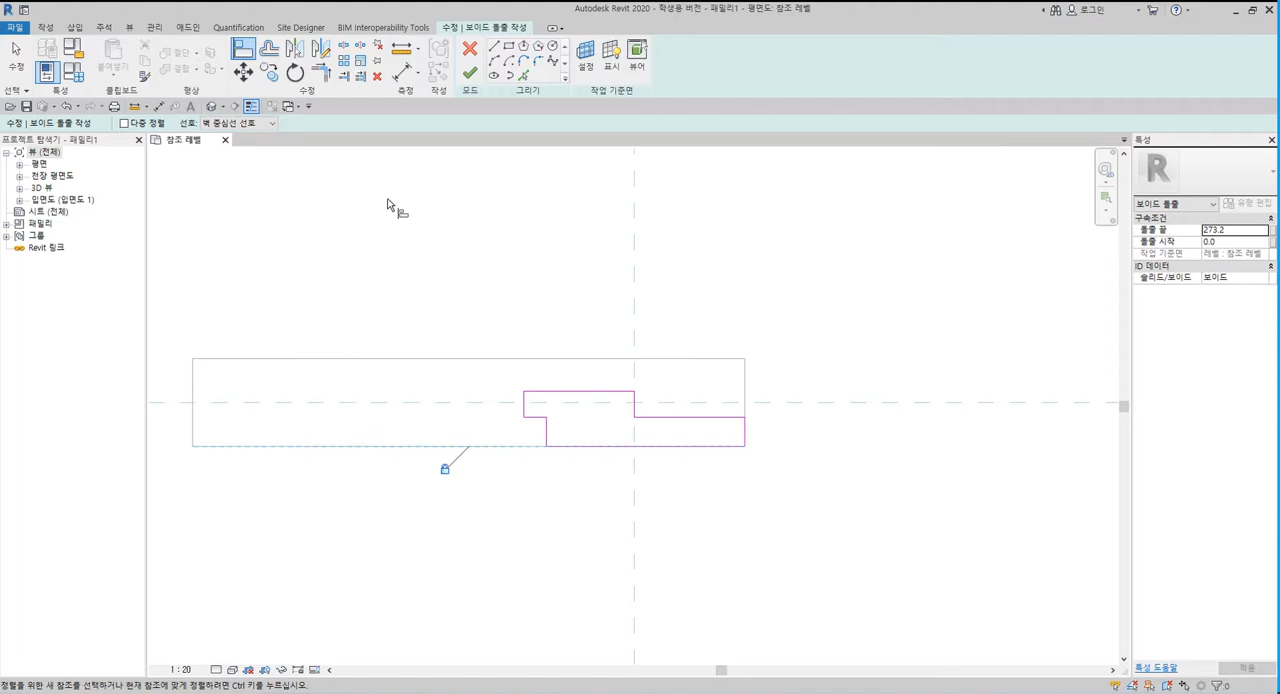 Autodesk Revit 2020 - 학생용 버전 - 패밀리1 - 평면도: 참조 레벨
로그인
파일 작성 삽입 주석 뷰 관리 애드인 Quantification Site Designer BIM Interoperability Tools 수정 | 보이드 돌출 작성
수정 붙여넣기 절단 결합 설정 표시 뷰어
선택 특성 클립보드 형상 수정 측정 작성 모드 그리기 작업 기준면
수정 | 보이드 돌출 작성 다중 정렬 선호: 벽 중심선 선호
프로젝트 탐색기 - 패밀리1 참조 레벨 특성
뷰 (전체)
평면
천장 평면도
3D 뷰
입면도 (입면도 1)
시트 (전체)
패밀리
그룹
Revit 링크
보이드 돌출 유형 편집
구속조건
돌출 끝 273.2
돌출 시작 0.0
작업 기준면 레벨 : 참조 레벨
ID 데이터
솔리드/보이드 보이드
1 : 20
특성 도움말 적용
정렬을 위한 새 참조를 선택하거나 현재 참조에 맞게 정렬하려면 Ctrl 키를 누르십시오. :0